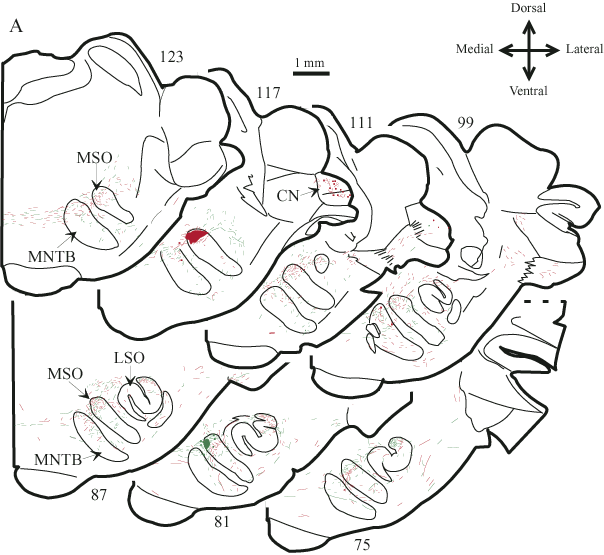 A
Dorsal
Medial
Lateral
Ventral
1 mm
123
117
111
99
MSO
CN
MNTB
LSO
MSO
MNTB
87
81
75